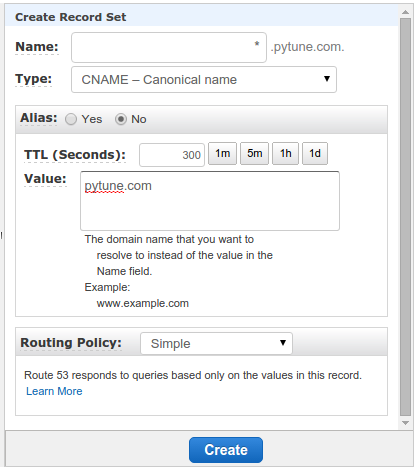 Create Record Set
Name: * .pytune.com.
Type: CNAME – Canonical name
Alias: Yes No
TTL (Seconds): 300 1m 5m 1h 1d
Value: pytune.com
The domain name that you want to
resolve to instead of the value in the
Name field.
Example:
www.example.com
Routing Policy: Simple
Route 53 responds to queries based only on the values in this record.
Learn More
Create